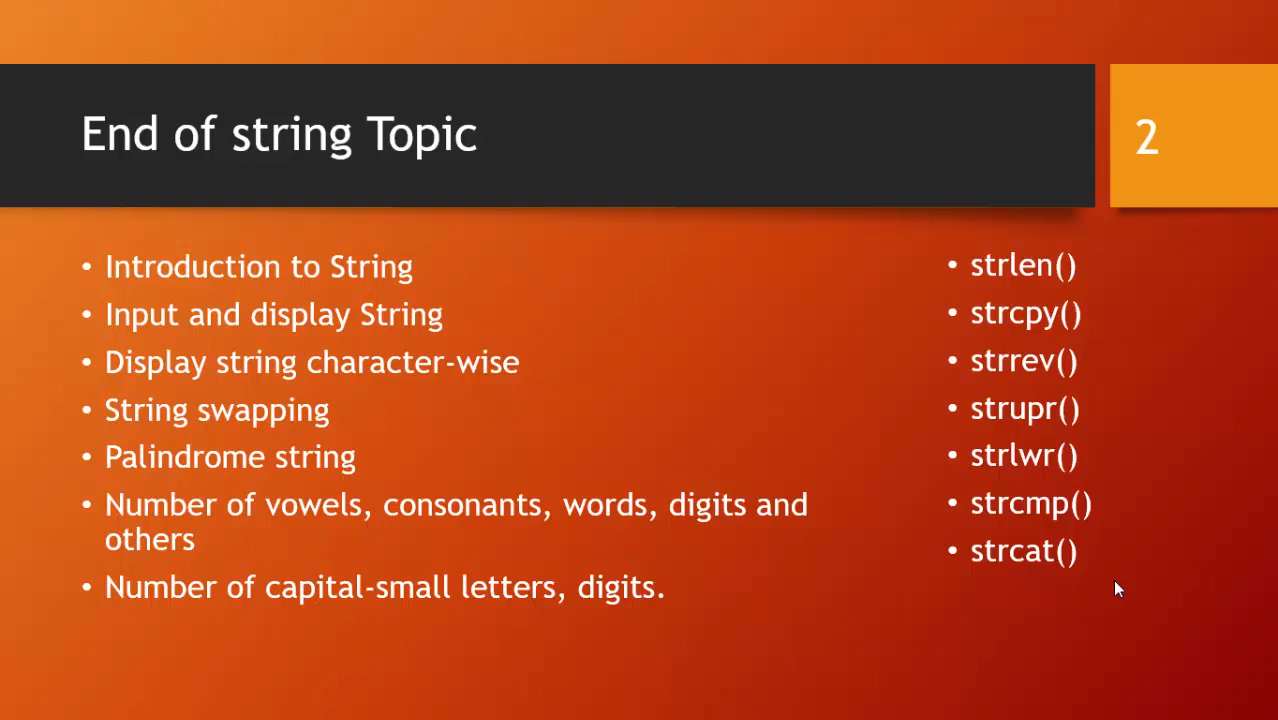 End of string Topic
2
• Introduction to String
• Input and display String
• Display string character-wise
• String swapping
• Palindrome string
• Number of vowels, consonants, words, digits and
others
• Number of capital-small letters, digits.
• strlen()
• strcpy()
• strrev()
• strupr()
• strlwr()
• strcmp()
• strcat()